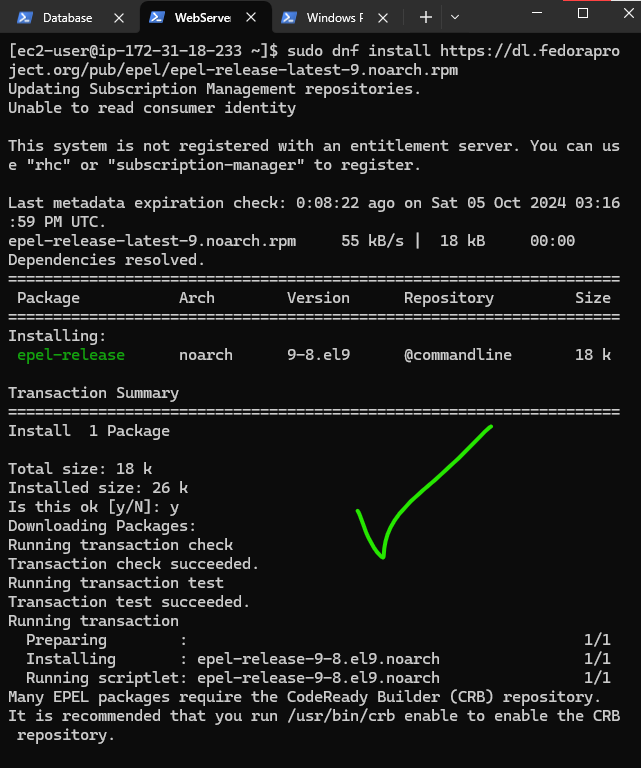 Database WebServer Windows P
[ec2-user@ip-172-31-18-233 ~]$ sudo dnf install https://dl.fedorapro
ject.org/pub/epel/epel-release-latest-9.noarch.rpm
Updating Subscription Management repositories.
Unable to read consumer identity
This system is not registered with an entitlement server. You can us
e "rhc" or "subscription-manager" to register.
Last metadata expiration check: 0:08:22 ago on Sat 05 Oct 2024 03:16
:59 PM UTC.
epel-release-latest-9.noarch.rpm     55 kB/s |  18 kB     00:00
Dependencies resolved.
====================================================================
 Package           Arch        Version      Repository         Size
====================================================================
Installing:
 epel-release      noarch      9-8.el9      @commandline       18 k
Transaction Summary
====================================================================
Install  1 Package
Total size: 18 k
Installed size: 26 k
Is this ok [y/N]: y
Downloading Packages:
Running transaction check
Transaction check succeeded.
Running transaction test
Transaction test succeeded.
Running transaction
  Preparing        :                                            1/1
  Installing       : epel-release-9-8.el9.noarch                1/1
  Running scriptlet: epel-release-9-8.el9.noarch                1/1
Many EPEL packages require the CodeReady Builder (CRB) repository.
It is recommended that you run /usr/bin/crb enable to enable the CRB
 repository.